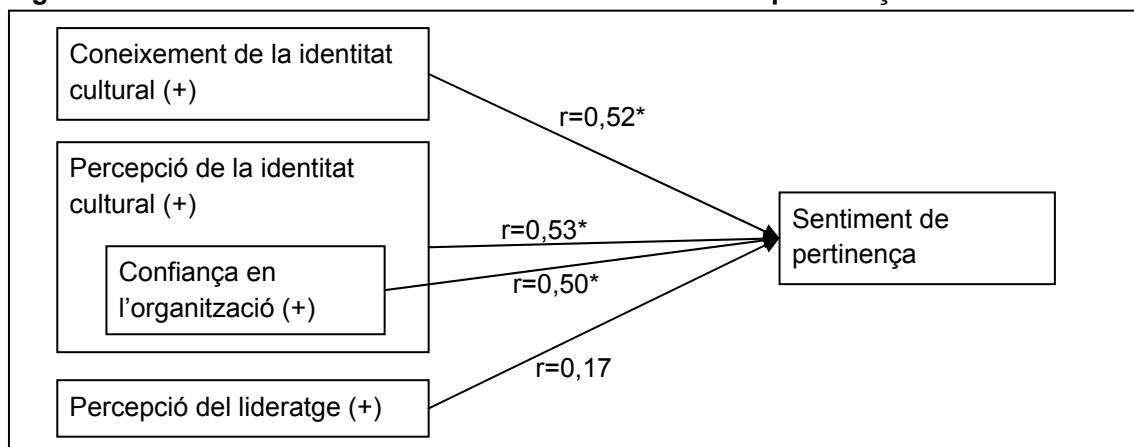 Coneixement de la identitat
cultural (+)
r=0,52*
Percepció de la identitat
cultural (+)
Sentiment de
pertinença
r=0,53*
Confiança en
l’organització (+)
r=0,50*
r=0,17
Percepció del lideratge (+)